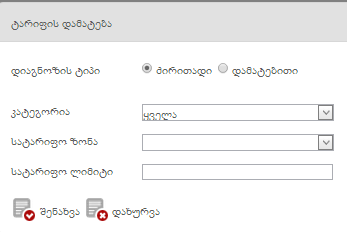 ტარიფის დამატება
დიაგნოზის ტიპი ძირითადი დამატებითი
კატეგორია ყველა
სატარიფო ზონა
სატარიფო ლიმიტი
შენახვა დახურვა